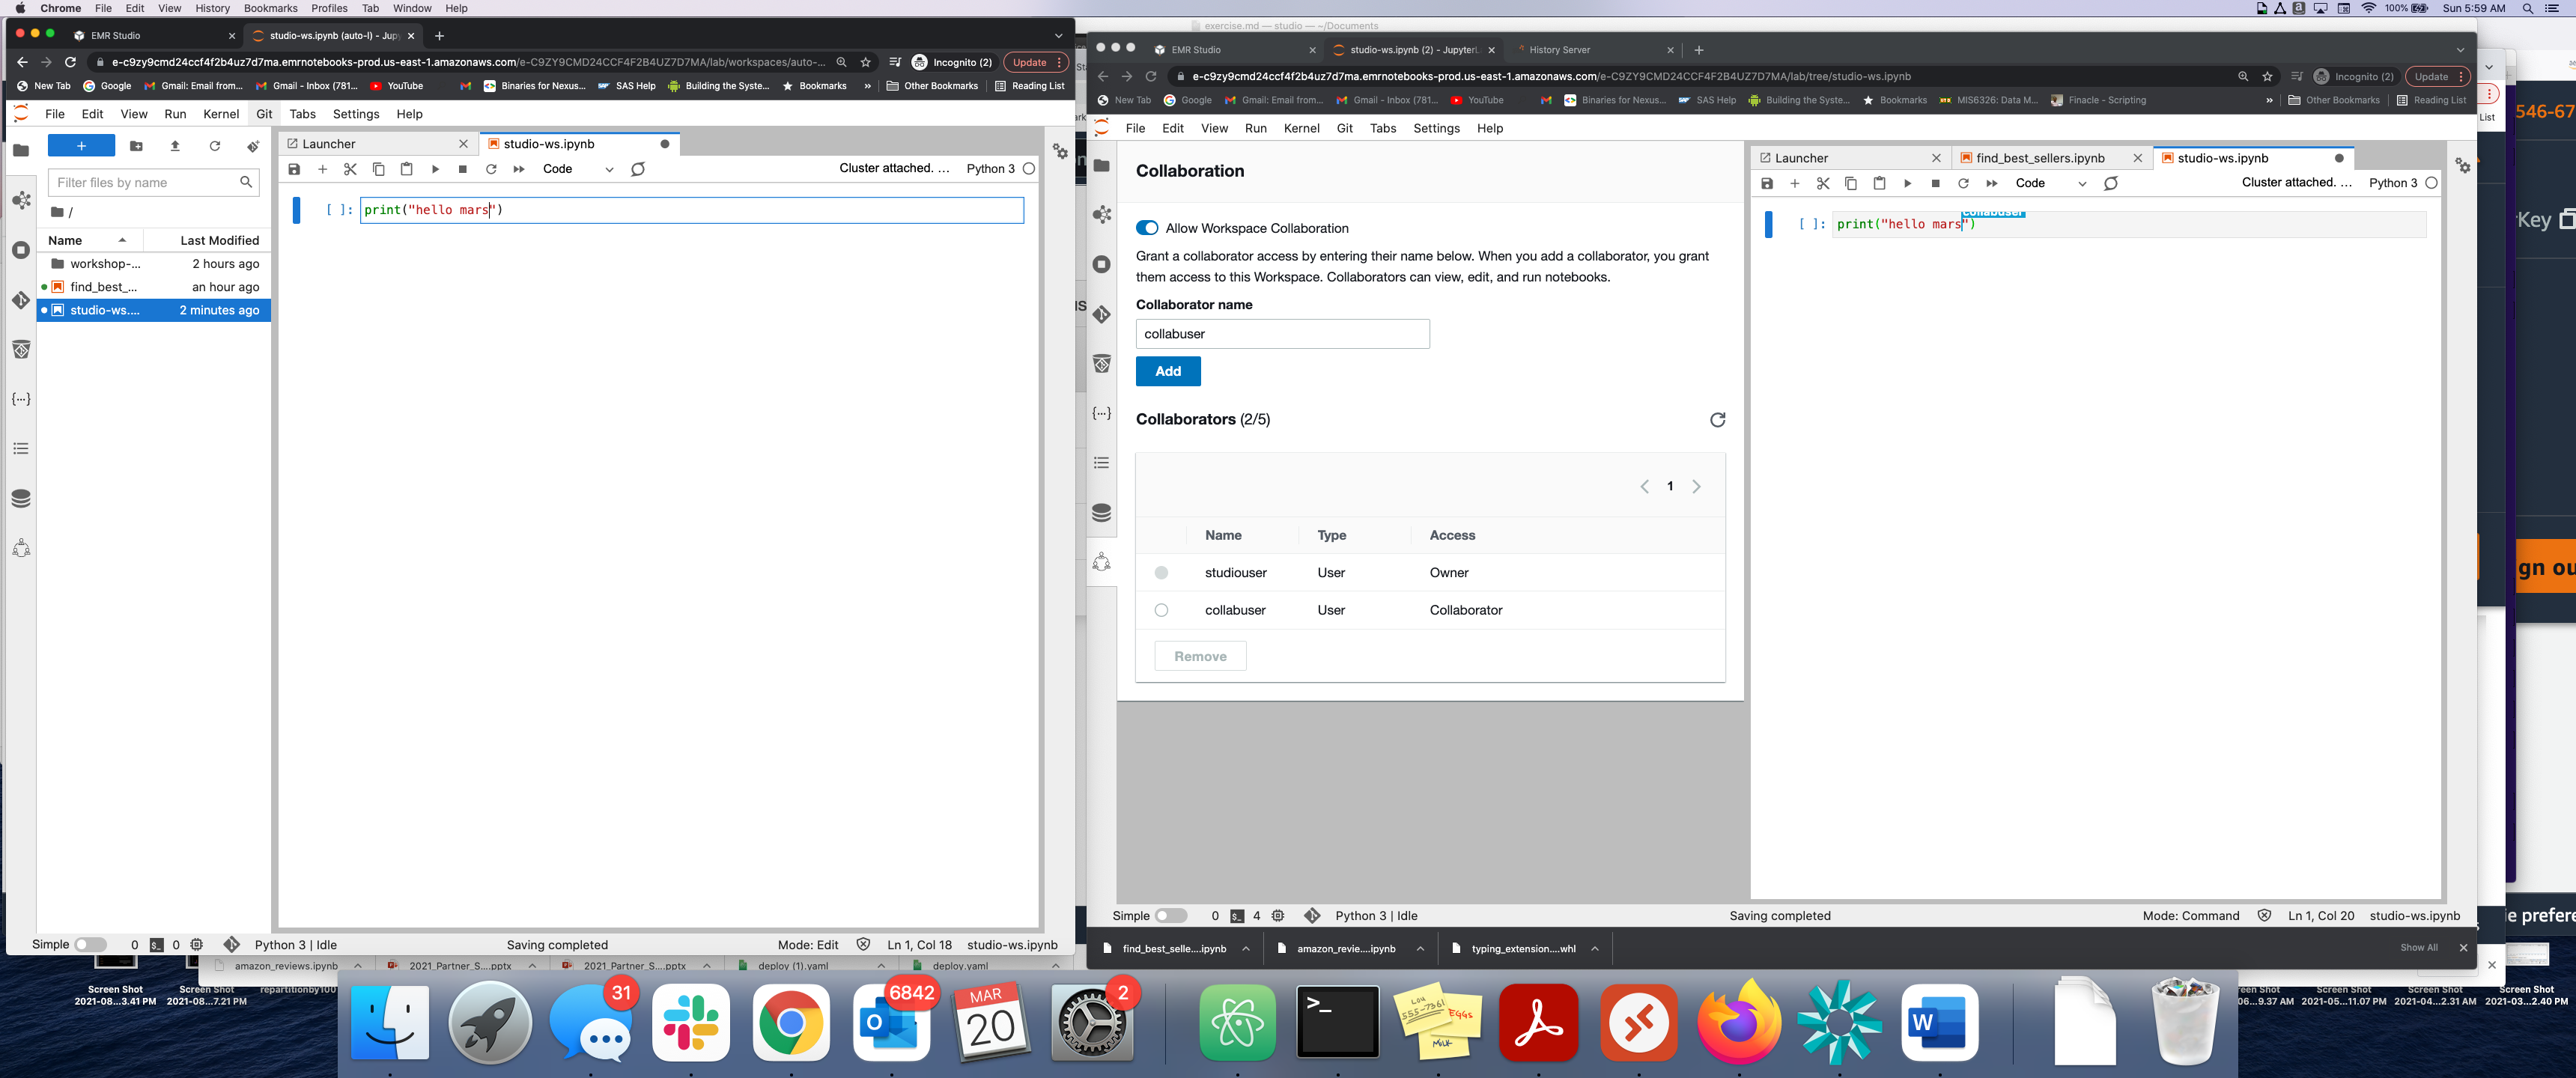 Chrome File Edit View History Bookmarks Profiles Tab Window Help
100% Sun 5:59 AM
exercise.md — studio — ~/Documents
EMR Studio
studio-ws.ipynb (auto-I) - Jupy
e-c9zy9cmd24ccf4f2b4uz7d7ma.emrnotebooks-prod.us-east-1.amazonaws.com/e-C9ZY9CMD24CCF4F2B4UZ7D7MA/lab/workspaces/auto-...
Incognito (2)
Update
New Tab Google Gmail: Email from... Gmail - Inbox (781... YouTube Binaries for Nexus... SAS Help Building the Syste... Bookmarks » Other Bookmarks Reading List
File Edit View Run Kernel Git Tabs Settings Help
Filter files by name
/
Name Last Modified
workshop-... 2 hours ago
find_best_... an hour ago
studio-ws.... 2 minutes ago
Launcher
studio-ws.ipynb
Code
Cluster attached. ...
Python 3
[ ]: print("hello mars")
Simple 0 $_ 0 Python 3 | Idle Saving completed Mode: Edit Ln 1, Col 18 studio-ws.ipynb
EMR Studio
studio-ws.ipynb (2) - JupyterL
History Server
e-c9zy9cmd24ccf4f2b4uz7d7ma.emrnotebooks-prod.us-east-1.amazonaws.com/e-C9ZY9CMD24CCF4F2B4UZ7D7MA/lab/tree/studio-ws.ipynb
Incognito (2)
Update
New Tab Google Gmail: Email from... Gmail - Inbox (781... YouTube Binaries for Nexus... SAS Help Building the Syste... Bookmarks MIS6326: Data M... Finacle - Scripting » Other Bookmarks Reading List
File Edit View Run Kernel Git Tabs Settings Help
Collaboration
Allow Workspace Collaboration
Grant a collaborator access by entering their name below. When you add a collaborator, you grant
them access to this Workspace. Collaborators can view, edit, and run notebooks.
Collaborator name
collabuser
Add
Collaborators (2/5)
1
Name Type Access
studiouser User Owner
collabuser User Collaborator
Remove
Launcher
find_best_sellers.ipynb
studio-ws.ipynb
Code
Cluster attached. ...
Python 3
collabuser
[ ]: print("hello mars")
Simple 0 $_ 4 Python 3 | Idle Saving completed Mode: Command Ln 1, Col 20 studio-ws.ipynb
find_best_selle....ipynb
amazon_revie....ipynb
typing_extension....whl
Show All
546-67
List
Key
gn ou
ie prefere
amazon_reviews.ipynb
2021_Partner_S....pptx
2021_Partner_S....pptx
deploy (1).yaml
deploy.yaml
Screen Shot
2021-08...3.41 PM
Screen Shot
2021-08...7.21 PM
repartitionby100
06...9.37 AM
Screen Shot
2021-05...11.07 PM
Screen Shot
2021-04...2.31 AM
Screen Shot
2021-03...2.40 PM
31
6842
MAR
20
2
>_
Lou
555-7361
EGGS
MILK
W